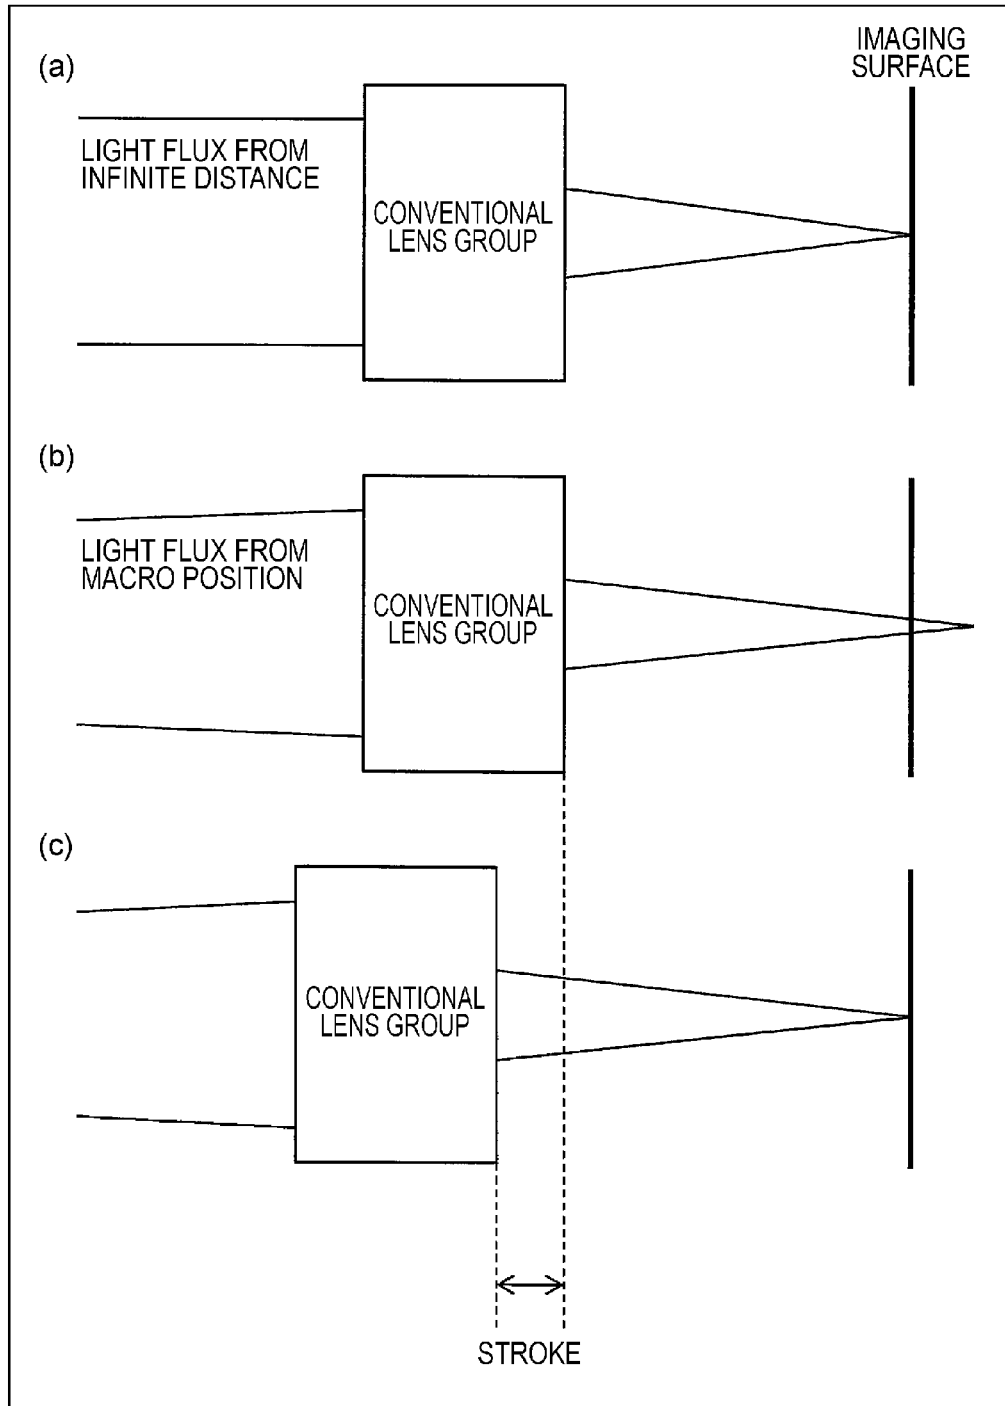 (a)
IMAGING
SURFACE
LIGHT FLUX FROM
INFINITE DISTANCE
CONVENTIONAL
LENS GROUP
(b)
LIGHT FLUX FROM
MACRO POSITION
CONVENTIONAL
LENS GROUP
(c)
CONVENTIONAL
LENS GROUP
STROKE